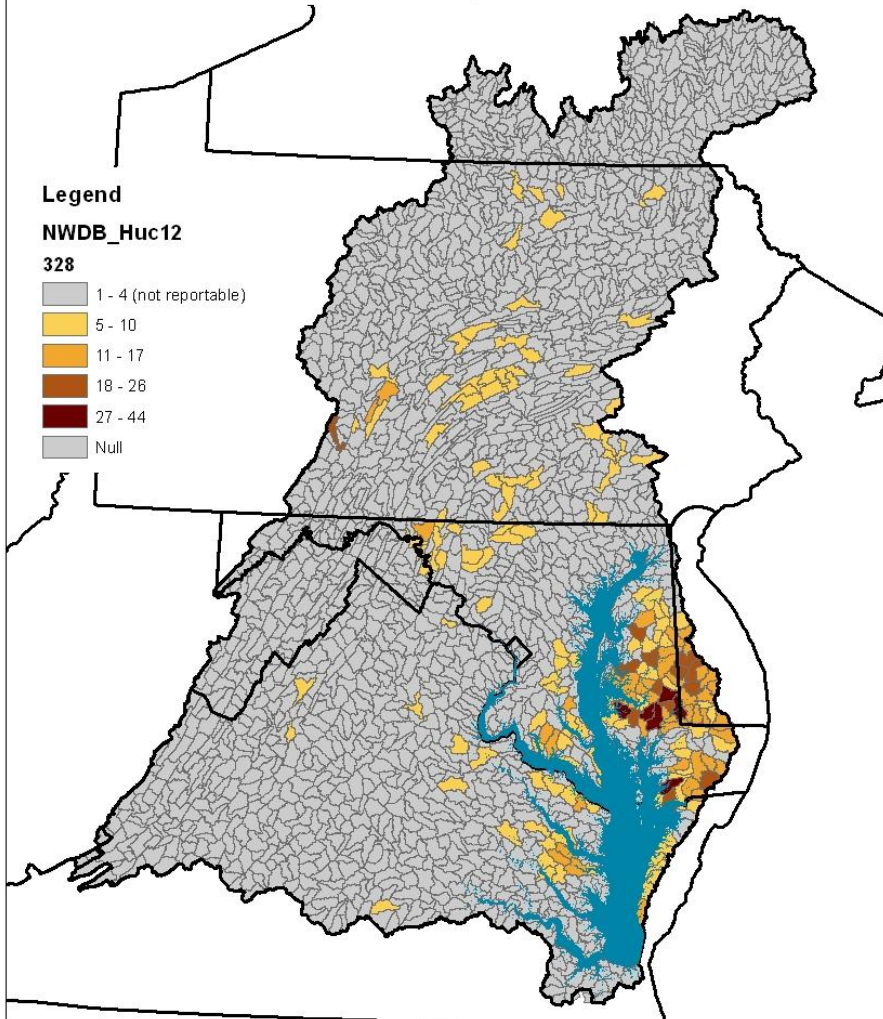 Legend
NWDB_Huc12
328
1 - 4 (not reportable)
5 - 10
11 - 17
18 - 26
27 - 44
Null